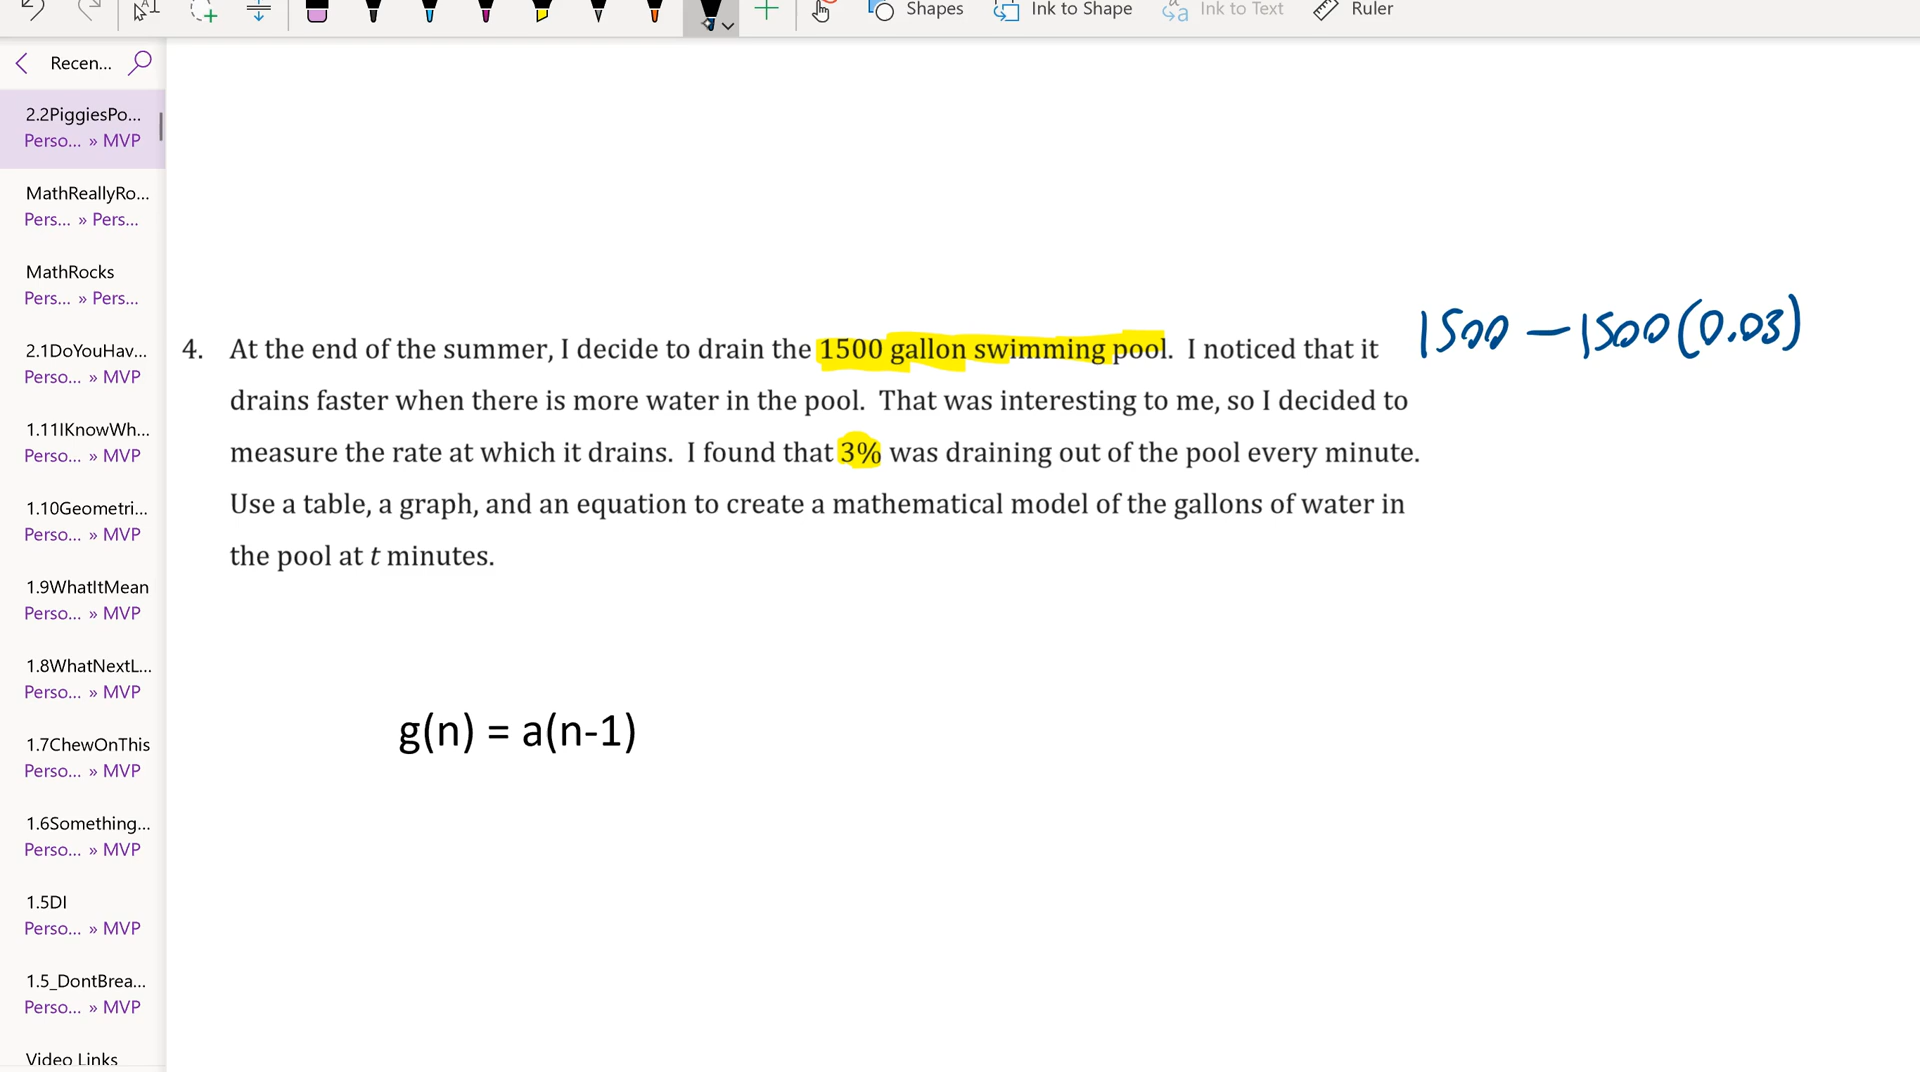 Shapes
Ink to Shape
Ink to Text
Ruler
Recen...
2.2PiggiesPo...
Perso... » MVP
MathReallyRo...
Pers... » Pers...
MathRocks
Pers... » Pers...
2.1DoYouHav...
Perso... » MVP
1.11IKnowWh...
Perso... » MVP
1.10Geometri...
Perso... » MVP
1.9WhatItMean
Perso... » MVP
1.8WhatNextL...
Perso... » MVP
1.7ChewOnThis
Perso... » MVP
1.6Something...
Perso... » MVP
1.5DI
Perso... » MVP
1.5_DontBrea...
Perso... » MVP
Video Links
4. At the end of the summer, I decide to drain the 1500 gallon swimming pool. I noticed that it
drains faster when there is more water in the pool. That was interesting to me, so I decided to
measure the rate at which it drains. I found that 3% was draining out of the pool every minute.
Use a table, a graph, and an equation to create a mathematical model of the gallons of water in
the pool at t minutes.
1500 - 1500(0.03)
g(n) = a(n-1)